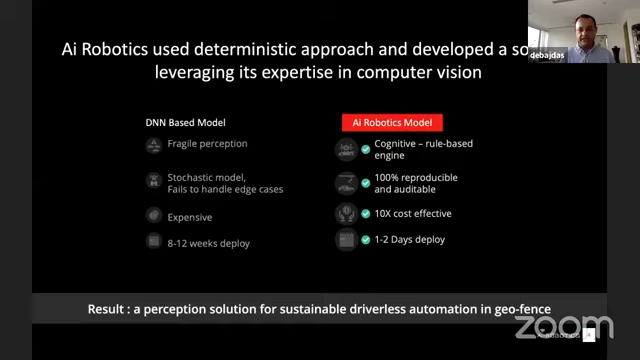 Ai Robotics used deterministic approach and developed a so
leveraging its expertise in computer vision
debajdas
DNN Based Model
Fragile perception
Stochastic model,
Fails to handle edge cases
Expensive
8-12 weeks deploy
Ai Robotics Model
Cognitive – rule-based
engine
100% reproducible
and auditable
10X cost effective
1-2 Days deploy
Result : a perception solution for sustainable driverless automation in geo-fence
zoom